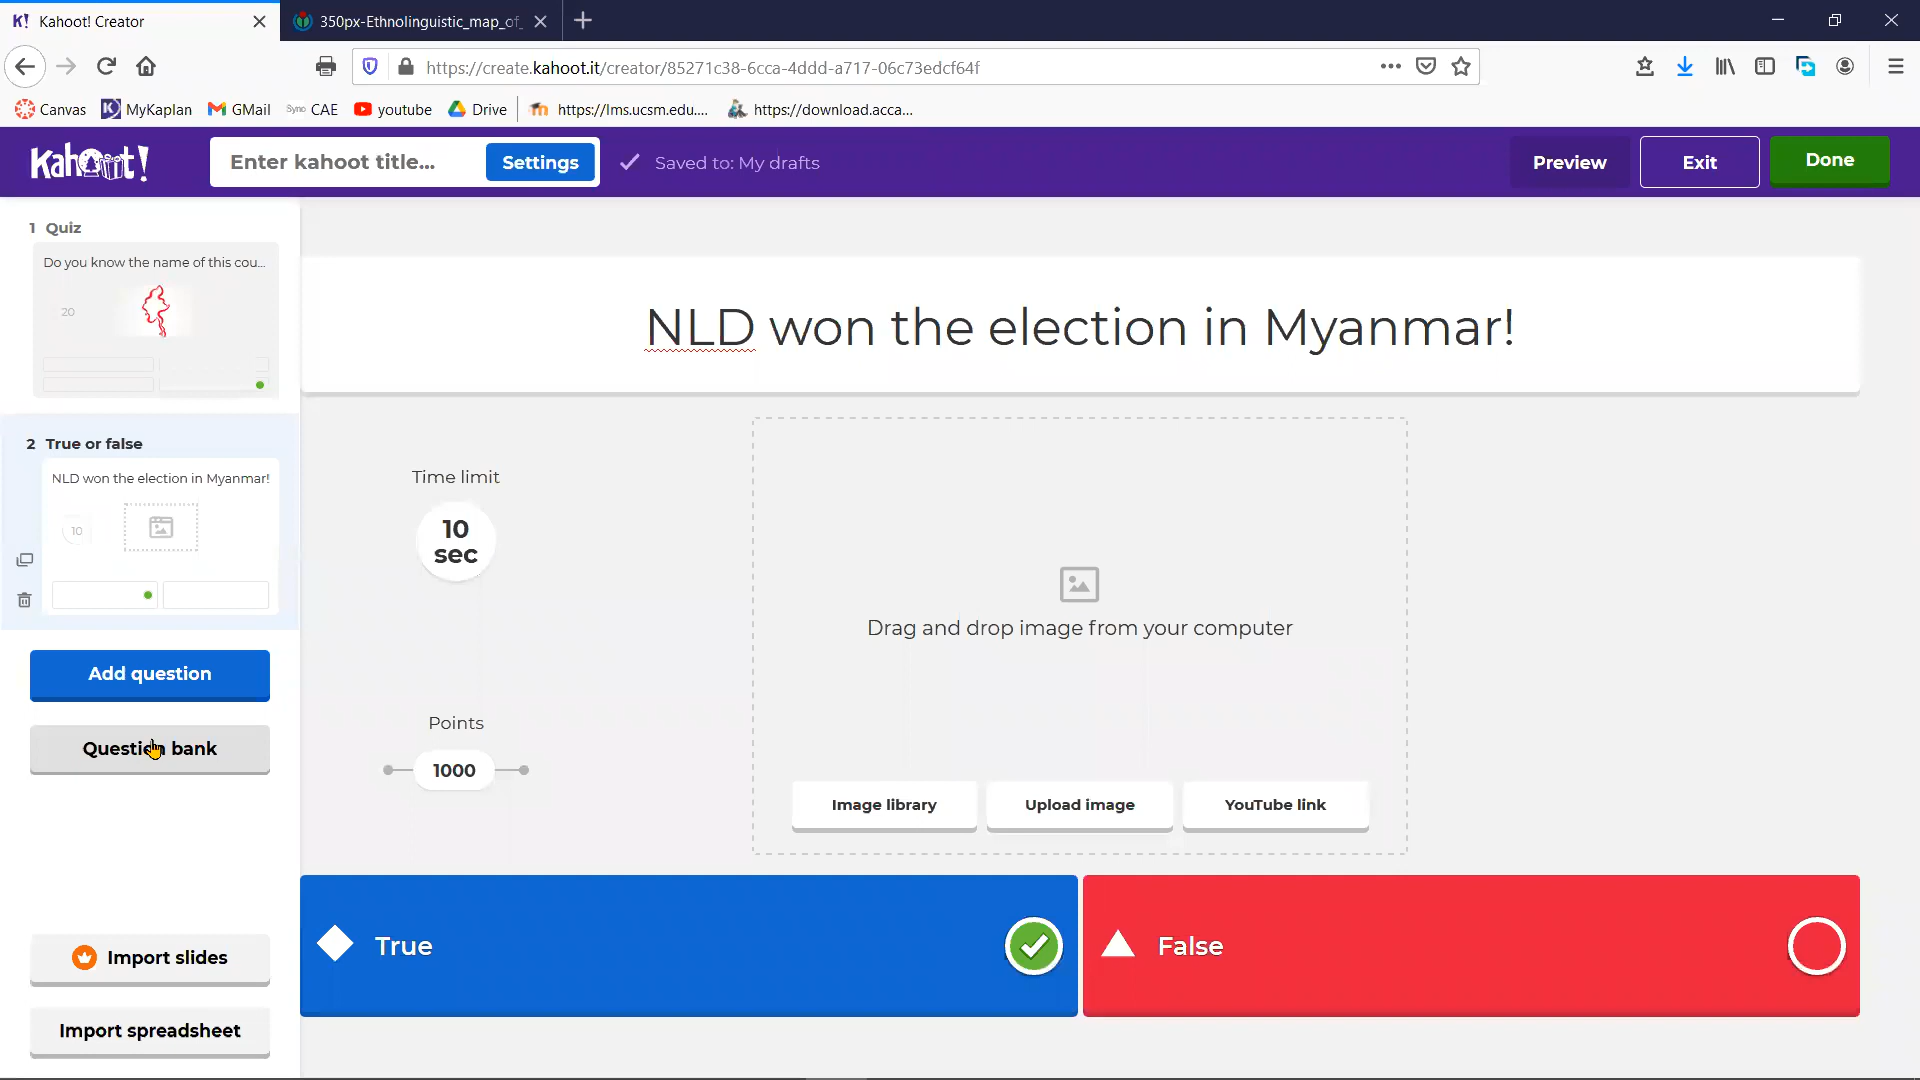 K! Kahoot! Creator
350px-Ethnolinguistic_map_of_
https://create.kahoot.it/creator/85271c38-6cca-4ddd-a717-06c73edcf64f
Canvas MyKaplan GMail Syno CAE youtube Drive https://lms.ucsm.edu.... https://download.acca...
Kahoot!
Enter kahoot title...
Settings
Saved to: My drafts
Preview
Exit
Done
1 Quiz
Do you know the name of this cou...
20
2 True or false
NLD won the election in Myanmar!
10
Add question
Question bank
Import slides
Import spreadsheet
NLD won the election in Myanmar!
Time limit
10
sec
Points
1000
Drag and drop image from your computer
Image library
Upload image
YouTube link
True
False